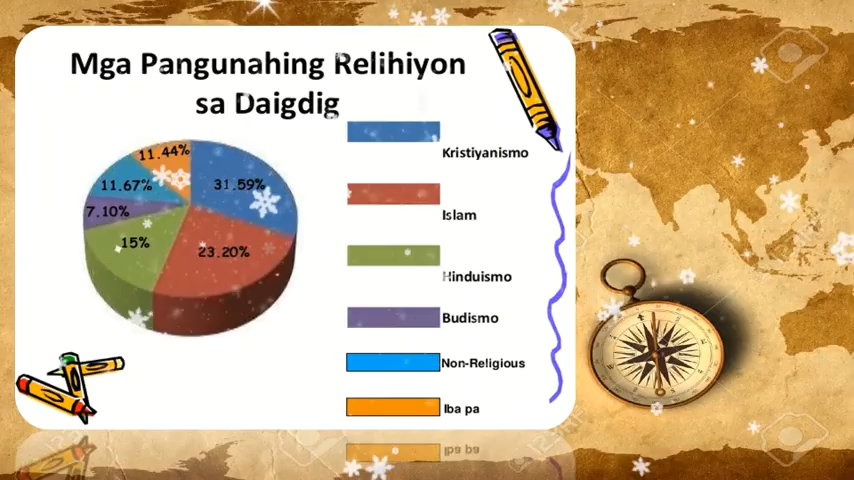 Mga Pangunahing Relihiyon
sa Daigdig
11.44%
11.67%
31.59%
7.10%
15%
23.20%
Kristiyanismo
Islam
Hinduismo
Budismo
Non-Religious
Iba pa